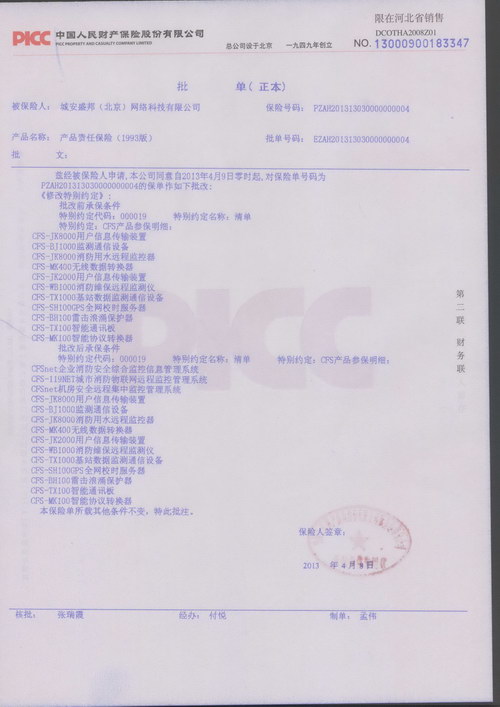 限在河北省销售
PICC 中国人民财产保险股份有限公司
PICC PROPERTY AND CASUALTY COMPANY LIMITED
DCOTHA2008Z01
总公司设于北京 一九四九年创立 NO. 13000900183347
批 单(正本)
被保险人: 城安盛邦(北京)网络科技有限公司 保险号码: PZAH201313030000000004
产品名称: 产品责任保险(1993版) 批单号码: EZAH201313030000000004
批 文:
兹经被保险人申请,本公司同意自2013年4月9日零时起,对保险单号码为
PZAH201313030000000004的保单作如下批改:
《修改特别约定》:
批改前承保条件
特别约定代码:000019 特别约定名称:清单
特别约定:CFS产品参保明细:
CFS-JK8000用户信息传输装置
CFS-BJ1000监测通信设备
CFS-JK8000消防用水远程监控器
CFS-MK400无线数据转换器
CFS-JK2000用户信息传输装置
CFS-WB1000消防维保远程监测仪
CFS-TX1000基站数据监测通信设备
CFS-SH100GPS全网校时服务器
CFS-BH100雷击浪涌保护器
CFS-TX100智能通讯板
CFS-MK100智能协议转换器
批改后承保条件
特别约定代码:000019 特别约定名称:清单 特别约定:CFS产品参保明细:
CFSnet企业消防安全综合监控信息管理系统
CFS-119NET城市消防物联网远程监控管理系统
CFSnet机房安全远程集中监控管理系统
CFS-JK8000用户信息传输装置
CFS-BJ1000监测通信设备
CFS-JK8000消防用水远程监控器
CFS-MK400无线数据转换器
CFS-JK2000用户信息传输装置
CFS-WB1000消防维保远程监测仪
CFS-TX1000基站数据监测通信设备
CFS-SH100GPS全网校时服务器
CFS-BH100雷击浪涌保护器
CFS-TX100智能通讯板
CFS-MK100智能协议转换器
本保险单所载其他条件不变,特此批注。
第二联 财务联
保险人签章:
2013 年 4 月 9 日
核批: 张瑞霞 经办: 付悦 制单: 孟伟
PICC